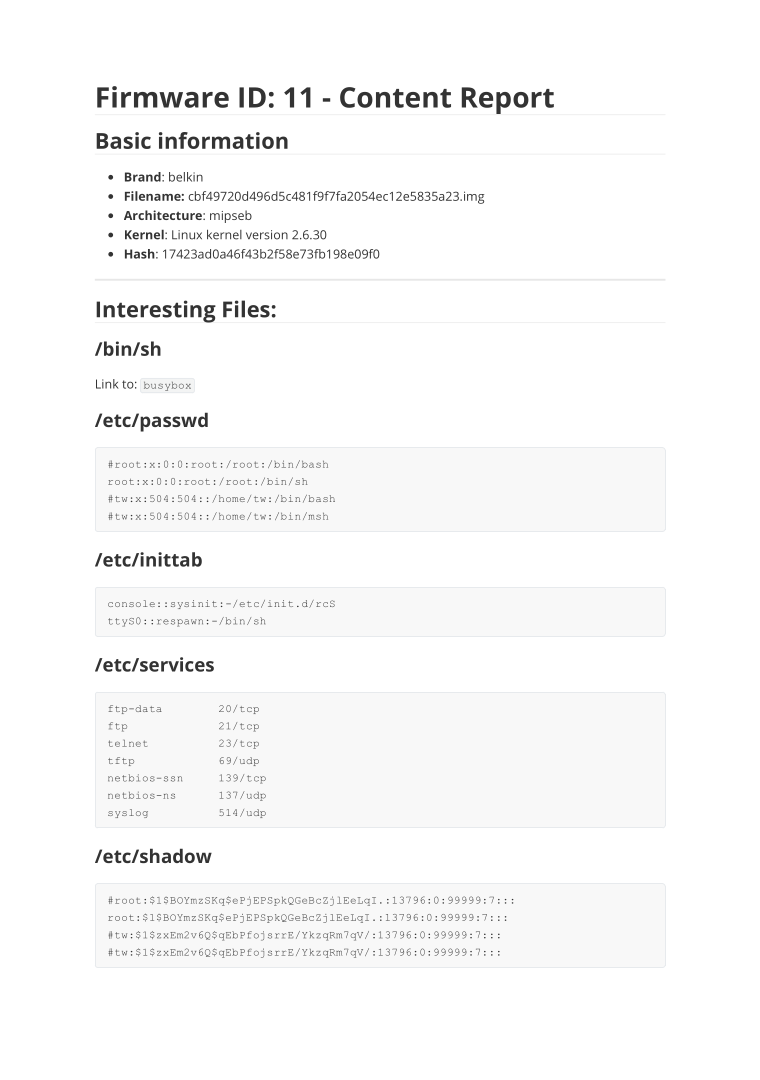 Firmware ID: 11 - Content Report
Basic information
• Brand: belkin
• Filename: cbf49720d496d5c481f9f7fa2054ec12e5835a23.img
• Architecture: mipseb
• Kernel: Linux kernel version 2.6.30
• Hash: 17423ad0a46f43b2f58e73fb198e09f0
Interesting Files:
/bin/sh
Link to: busybox
/etc/passwd
#root:x:0:0:root:/root:/bin/bash
root:x:0:0:root:/root:/bin/sh
#tw:x:504:504::/home/tw:/bin/bash
#tw:x:504:504::/home/tw:/bin/msh
/etc/inittab
console::sysinit:-/etc/init.d/rcS
ttyS0::respawn:-/bin/sh
/etc/services
ftp-data 20/tcp
ftp 21/tcp
telnet 23/tcp
tftp 69/udp
netbios-ssn 139/tcp
netbios-ns 137/udp
syslog 514/udp
/etc/shadow
#root:$1$BOYmzSKq$ePjEPSpkQGeBcZjlEeLqI.:13796:0:99999:7:::
root:$1$BOYmzSKq$ePjEPSpkQGeBcZjlEeLqI.:13796:0:99999:7:::
#tw:$1$zxEm2v6Q$qEbPfojsrrE/YkzqRm7qV/:13796:0:99999:7:::
#tw:$1$zxEm2v6Q$qEbPfojsrrE/YkzqRm7qV/:13796:0:99999:7:::